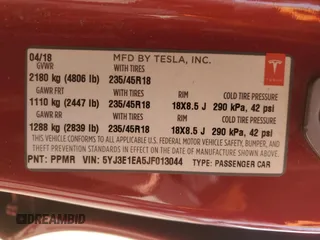 04/18 MFD BY TESLA, INC. TESLA
GVWR WITH TIRES
2180 kg (4806 lb) 235/45R18
GAWR FRT WITH TIRES RIM COLD TIRE PRESSURE
1110 kg (2447 lb) 235/45R18 18X8.5 J 290 kPa, 42 psi
GAWR RR WITH TIRES RIM COLD TIRE PRESSURE
1288 kg (2839 lb) 235/45R18 18X8.5 J 290 kPa, 42 psi
THIS VEHICLE CONFORMS TO ALL APPLICABLE
FEDERAL MOTOR VEHICLE SAFETY, BUMPER, AND
THEFT PREVENTION STANDARDS IN EFFECT ON
THE DATE OF MANUFACTURE SHOWN ABOVE.
PNT: PPMR VIN: 5YJ3E1EA5JF013044 TYPE: PASSENGER CAR
DREAMBID